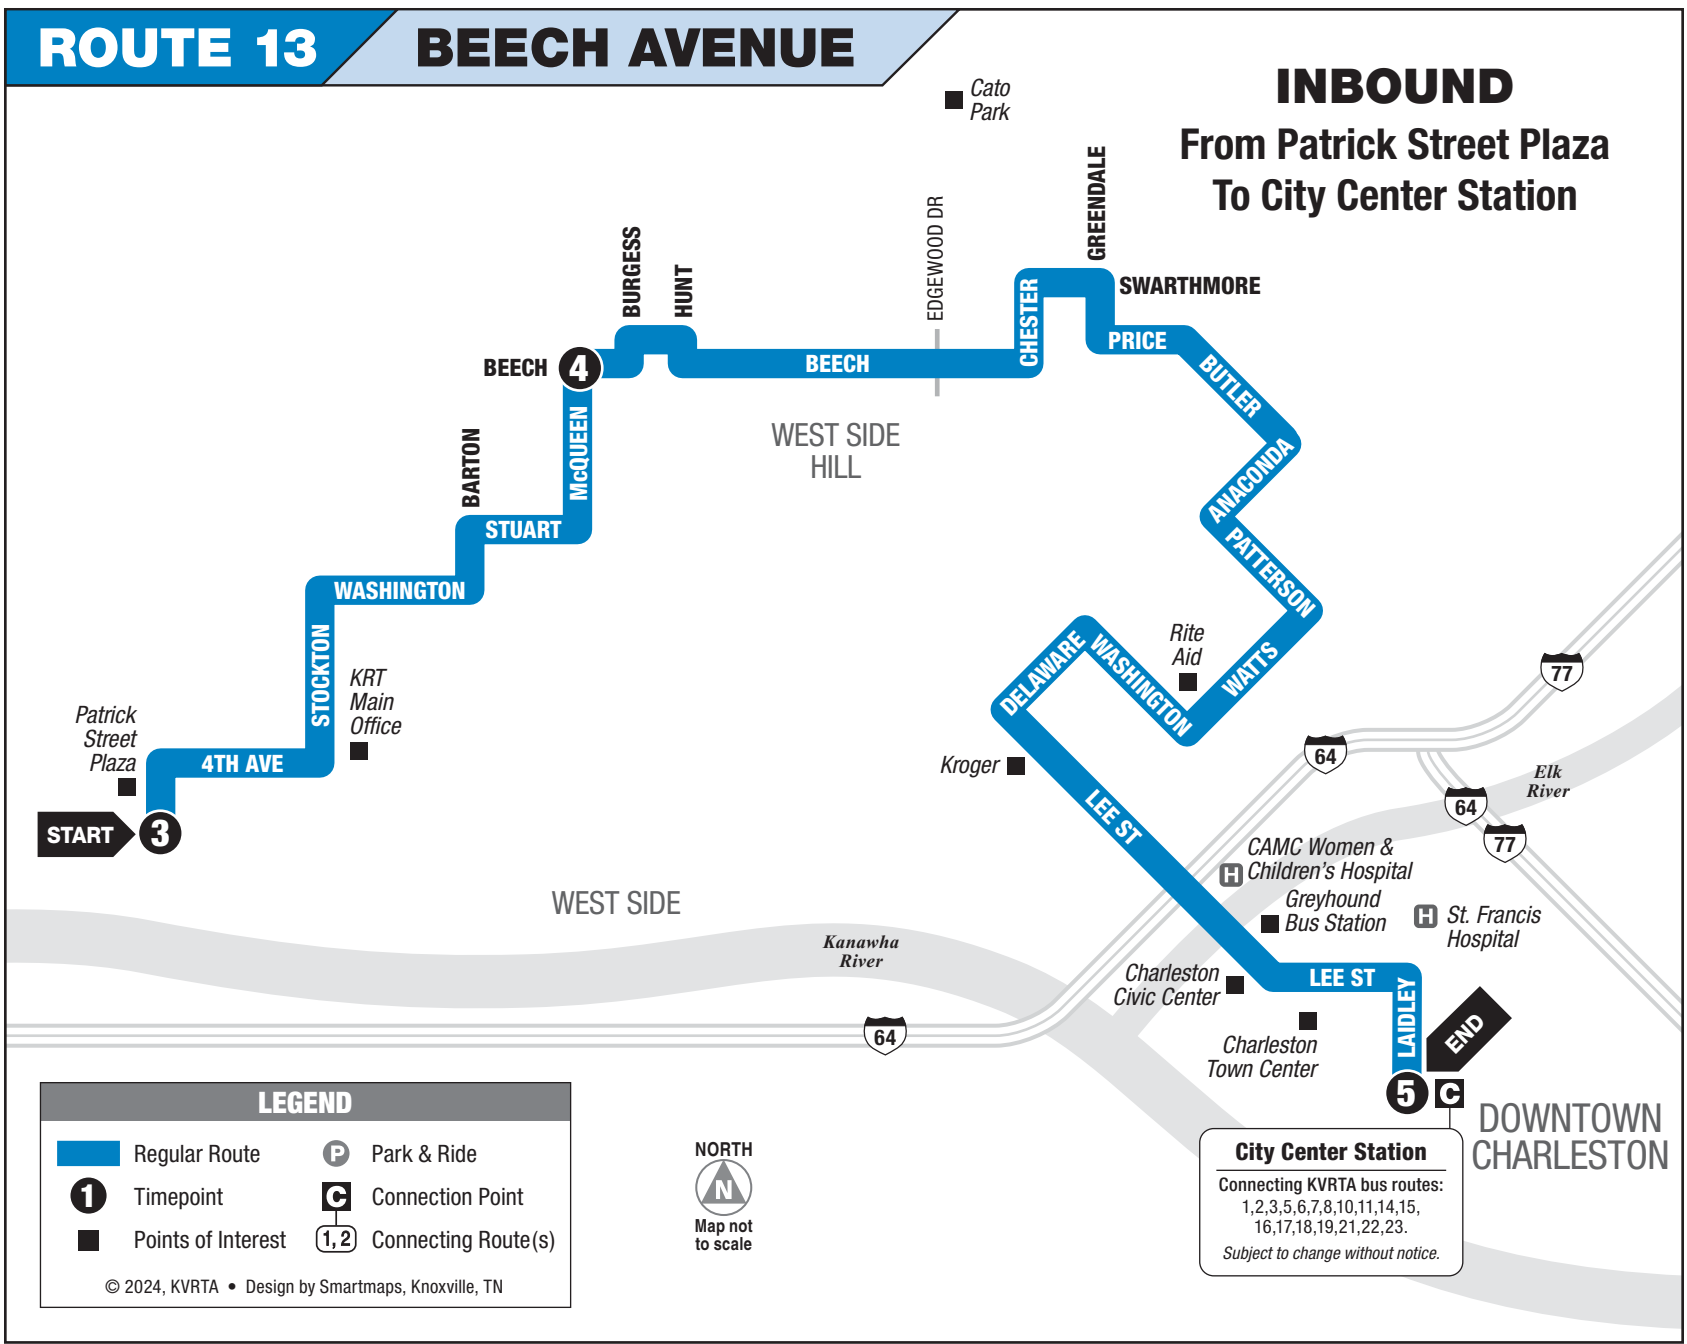 ROUTE 13
BEECH AVENUE
INBOUND
From Patrick Street Plaza
To City Center Station
Cato
Park
GREENDALE
EDGEWOOD DR
BURGESS
HUNT
CHESTER
SWARTHMORE
BEECH
4
BEECH
PRICE
BUTLER
McQUEEN
WEST SIDE
HILL
BARTON
ANACONDA
STUART
PATTERSON
WASHINGTON
STOCKTON
KRT
Main
Office
Rite
Aid
DELAWARE
WASHINGTON
WATTS
77
Patrick
Street
Plaza
4TH AVE
Kroger
64
Elk
River
64
START
3
LEE ST
77
CAMC Women &
H
Children's Hospital
Greyhound
Bus Station
H
St. Francis
Hospital
WEST SIDE
Kanawha
River
Charleston
Civic Center
LEE ST
LAIDLEY
64
END
Charleston
Town Center
5
C
DOWNTOWN
CHARLESTON
City Center Station
Connecting KVRTA bus routes:
1,2,3,5,6,7,8,10,11,14,15,
16,17,18,19,21,22,23.
Subject to change without notice.
LEGEND
Regular Route
P
Park & Ride
1
Timepoint
C
Connection Point
Points of Interest
1, 2
Connecting Route(s)
© 2024, KVRTA • Design by Smartmaps, Knoxville, TN
NORTH
N
Map not
to scale